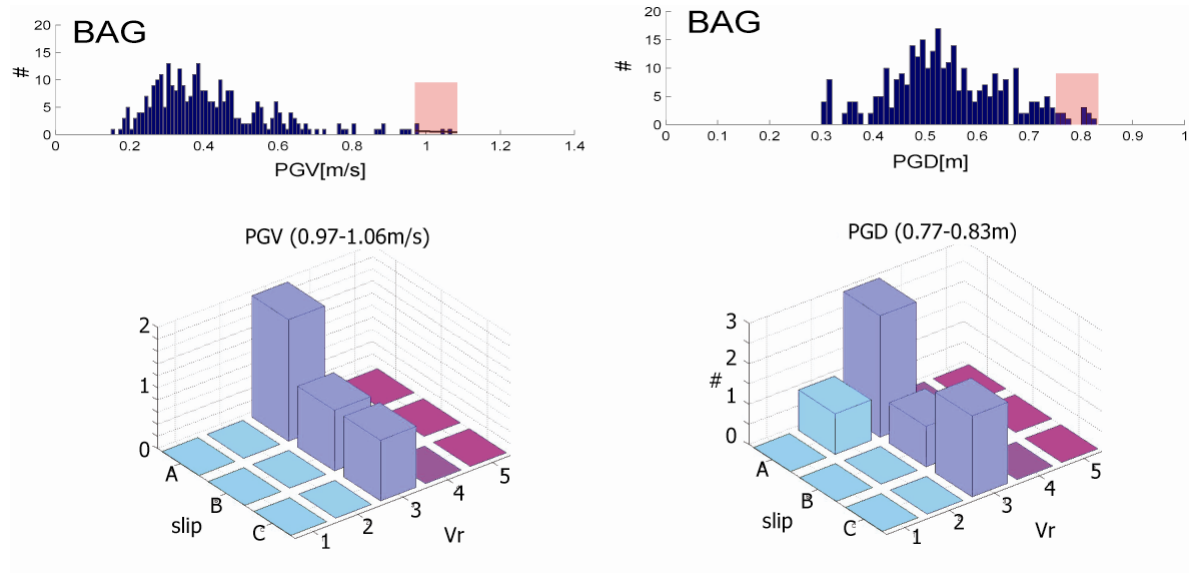 BAG
#
20
15
10
5
0
0 0.2 0.4 0.6 0.8 1 1.2 1.4
PGV[m/s]
BAG
#
20
15
10
5
0
0 0.1 0.2 0.3 0.4 0.5 0.6 0.7 0.8 0.9 1
PGD[m]
PGV (0.97-1.06m/s)
2
1
0
A
B
C
slip
1
2
3
4
5
Vr
PGD (0.77-0.83m)
3
2
1
0
#
A
B
C
slip
1
2
3
4
5
Vr